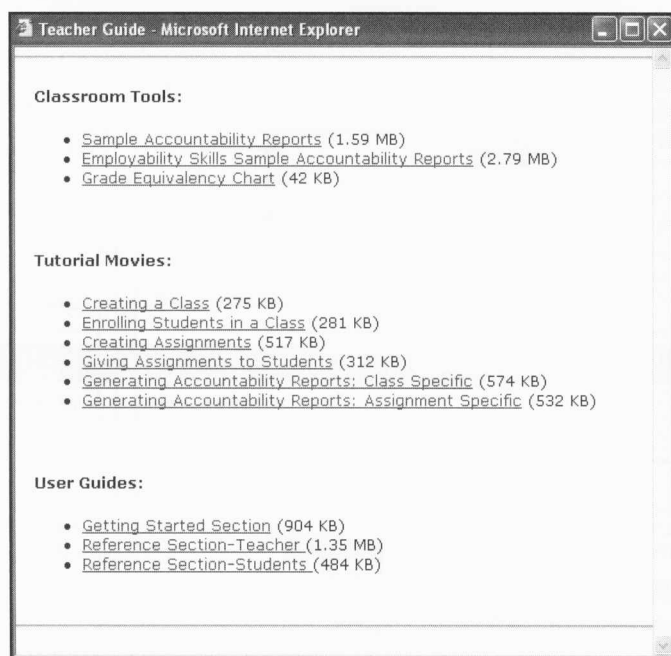 Teacher Guide - Microsoft Internet Explorer
Classroom Tools:
Sample Accountability Reports (1.59 MB)
Employability Skills Sample Accountability Reports (2.79 MB)
Grade Equivalency Chart (42 KB)
Tutorial Movies:
Creating a Class (275 KB)
Enrolling Students in a Class (281 KB)
Creating Assignments (517 KB)
Giving Assignments to Students (312 KB)
Generating Accountability Reports: Class Specific (574 KB)
Generating Accountability Reports: Assignment Specific (532 KB)
User Guides:
Getting Started Section (904 KB)
Reference Section-Teacher (1.35 MB)
Reference Section-Students (484 KB)